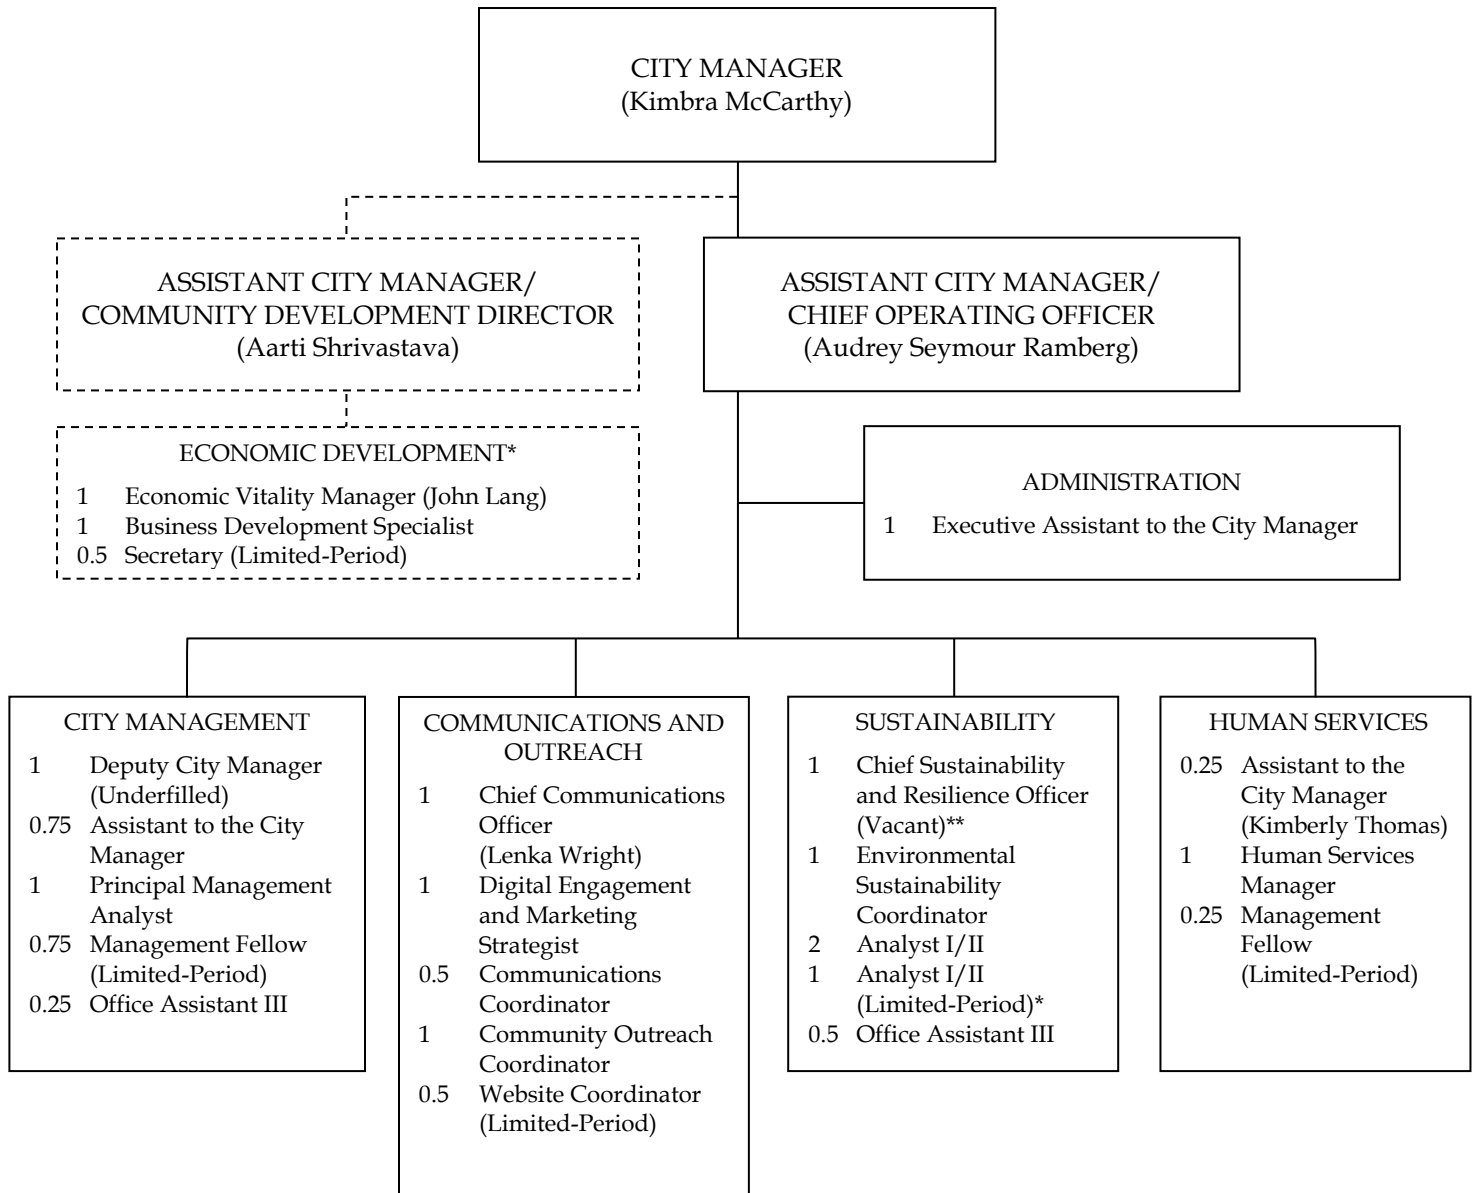 CITY MANAGER
(Kimbra McCarthy)
ASSISTANT CITY MANAGER/
COMMUNITY DEVELOPMENT DIRECTOR
(Aarti Shrivastava)
ASSISTANT CITY MANAGER/
CHIEF OPERATING OFFICER
(Audrey Seymour Ramberg)
ECONOMIC DEVELOPMENT*
1 Economic Vitality Manager (John Lang)
1 Business Development Specialist
0.5 Secretary (Limited-Period)
ADMINISTRATION
1 Executive Assistant to the City Manager
CITY MANAGEMENT
1 Deputy City Manager
(Underfilled)
0.75 Assistant to the City
Manager
1 Principal Management
Analyst
0.75 Management Fellow
(Limited-Period)
0.25 Office Assistant III
COMMUNICATIONS AND
OUTREACH
1 Chief Communications
Officer
(Lenka Wright)
1 Digital Engagement
and Marketing
Strategist
0.5 Communications
Coordinator
1 Community Outreach
Coordinator
0.5 Website Coordinator
(Limited-Period)
SUSTAINABILITY
1 Chief Sustainability
and Resilience Officer
(Vacant)**
1 Environmental
Sustainability
Coordinator
2 Analyst I/II
1 Analyst I/II
(Limited-Period)*
0.5 Office Assistant III
HUMAN SERVICES
0.25 Assistant to the
City Manager
(Kimberly Thomas)
1 Human Services
Manager
0.25 Management
Fellow
(Limited-Period)